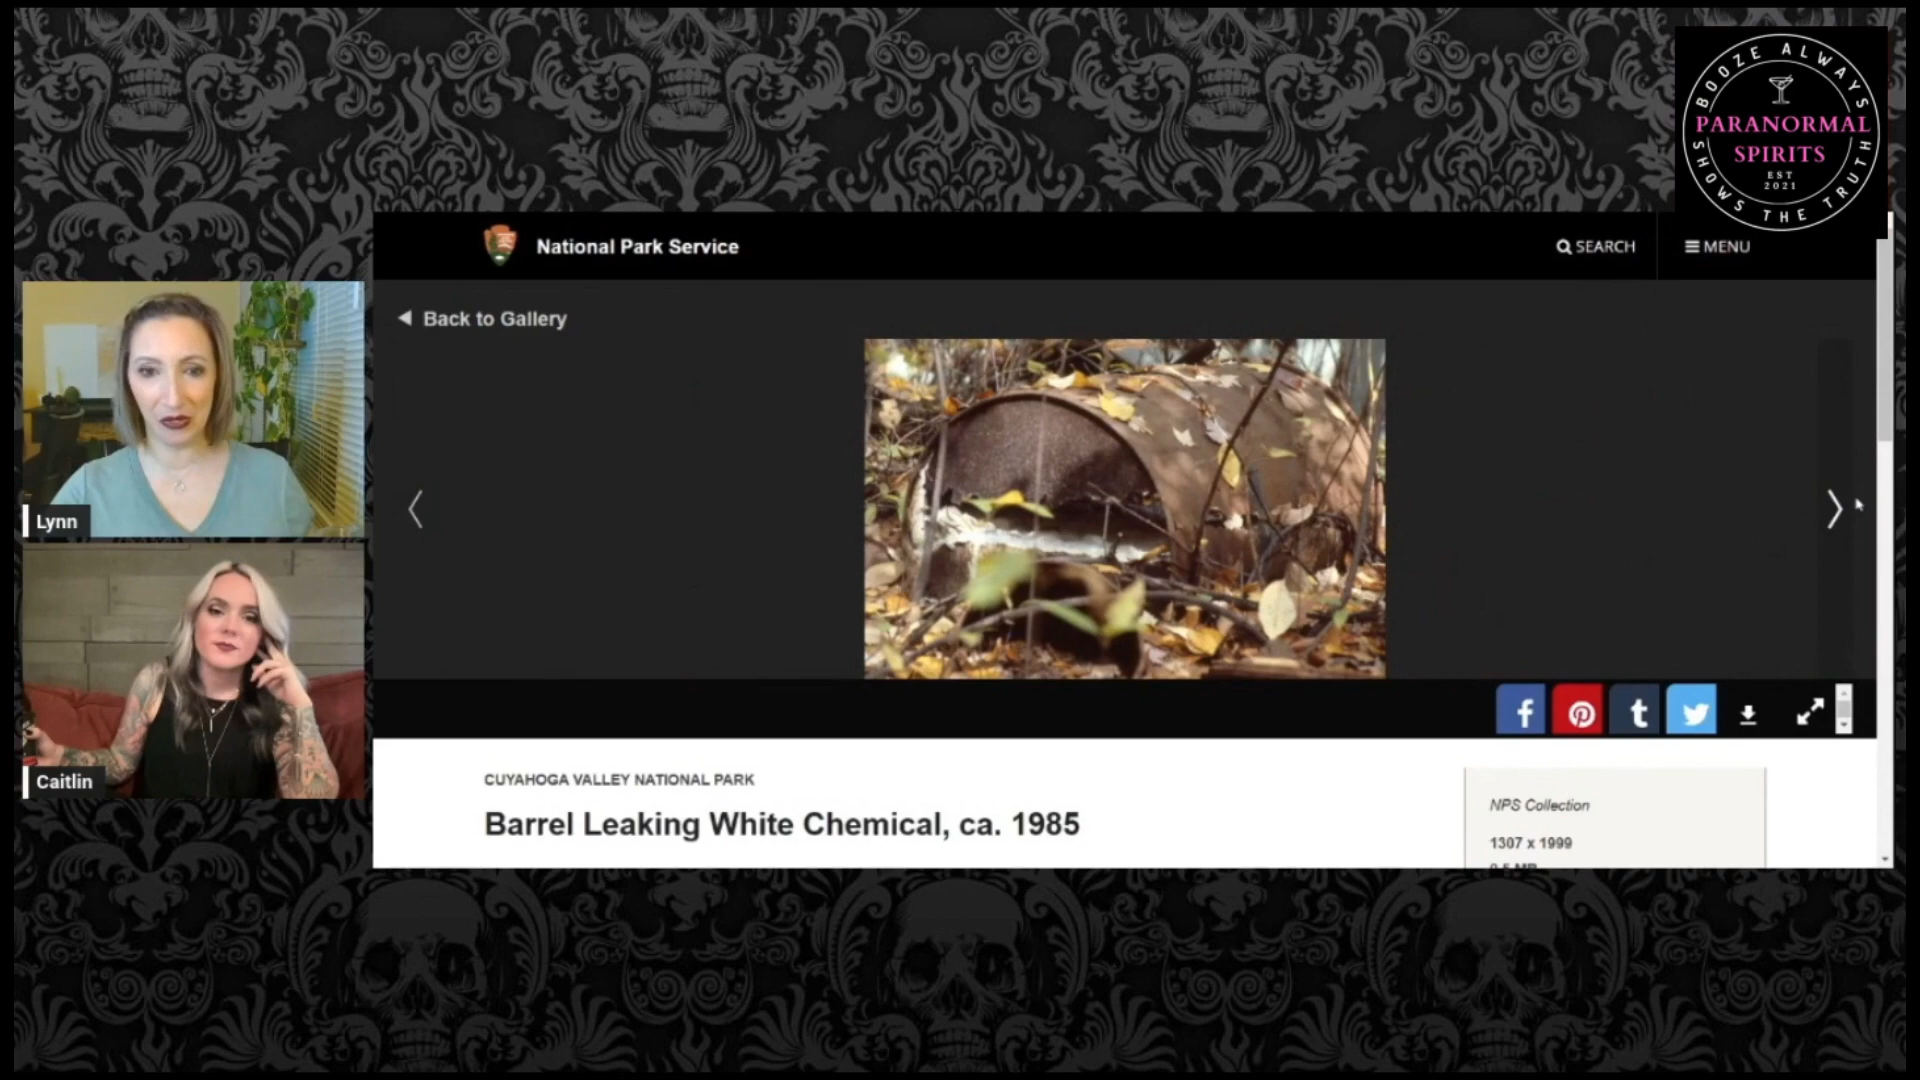 BOOZE ALWAYS
PARANORMAL
SPIRITS
EST
2021
SHOWS THE TRUTH
National Park Service
SEARCH
MENU
Back to Gallery
Lynn
Caitlin
CUYAHOGA VALLEY NATIONAL PARK
Barrel Leaking White Chemical, ca. 1985
NPS Collection
1307 x 1999